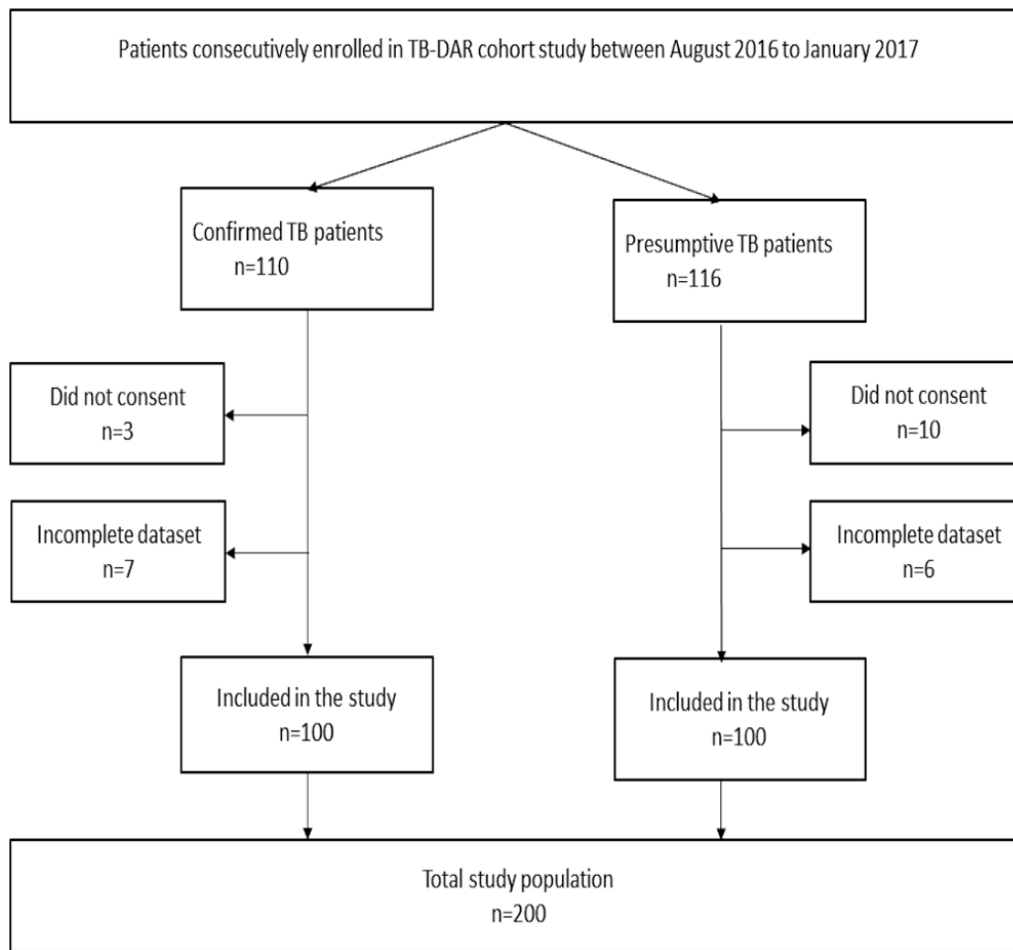 Patients consecutively enrolled in TB-DAR cohort study between August 2016 to January 2017
Confirmed TB patients
n=110
Presumptive TB patients
n=116
Did not consent
n=3
Did not consent
n=10
Incomplete dataset
n=7
Incomplete dataset
n=6
Included in the study
n=100
Included in the study
n=100
Total study population
n=200